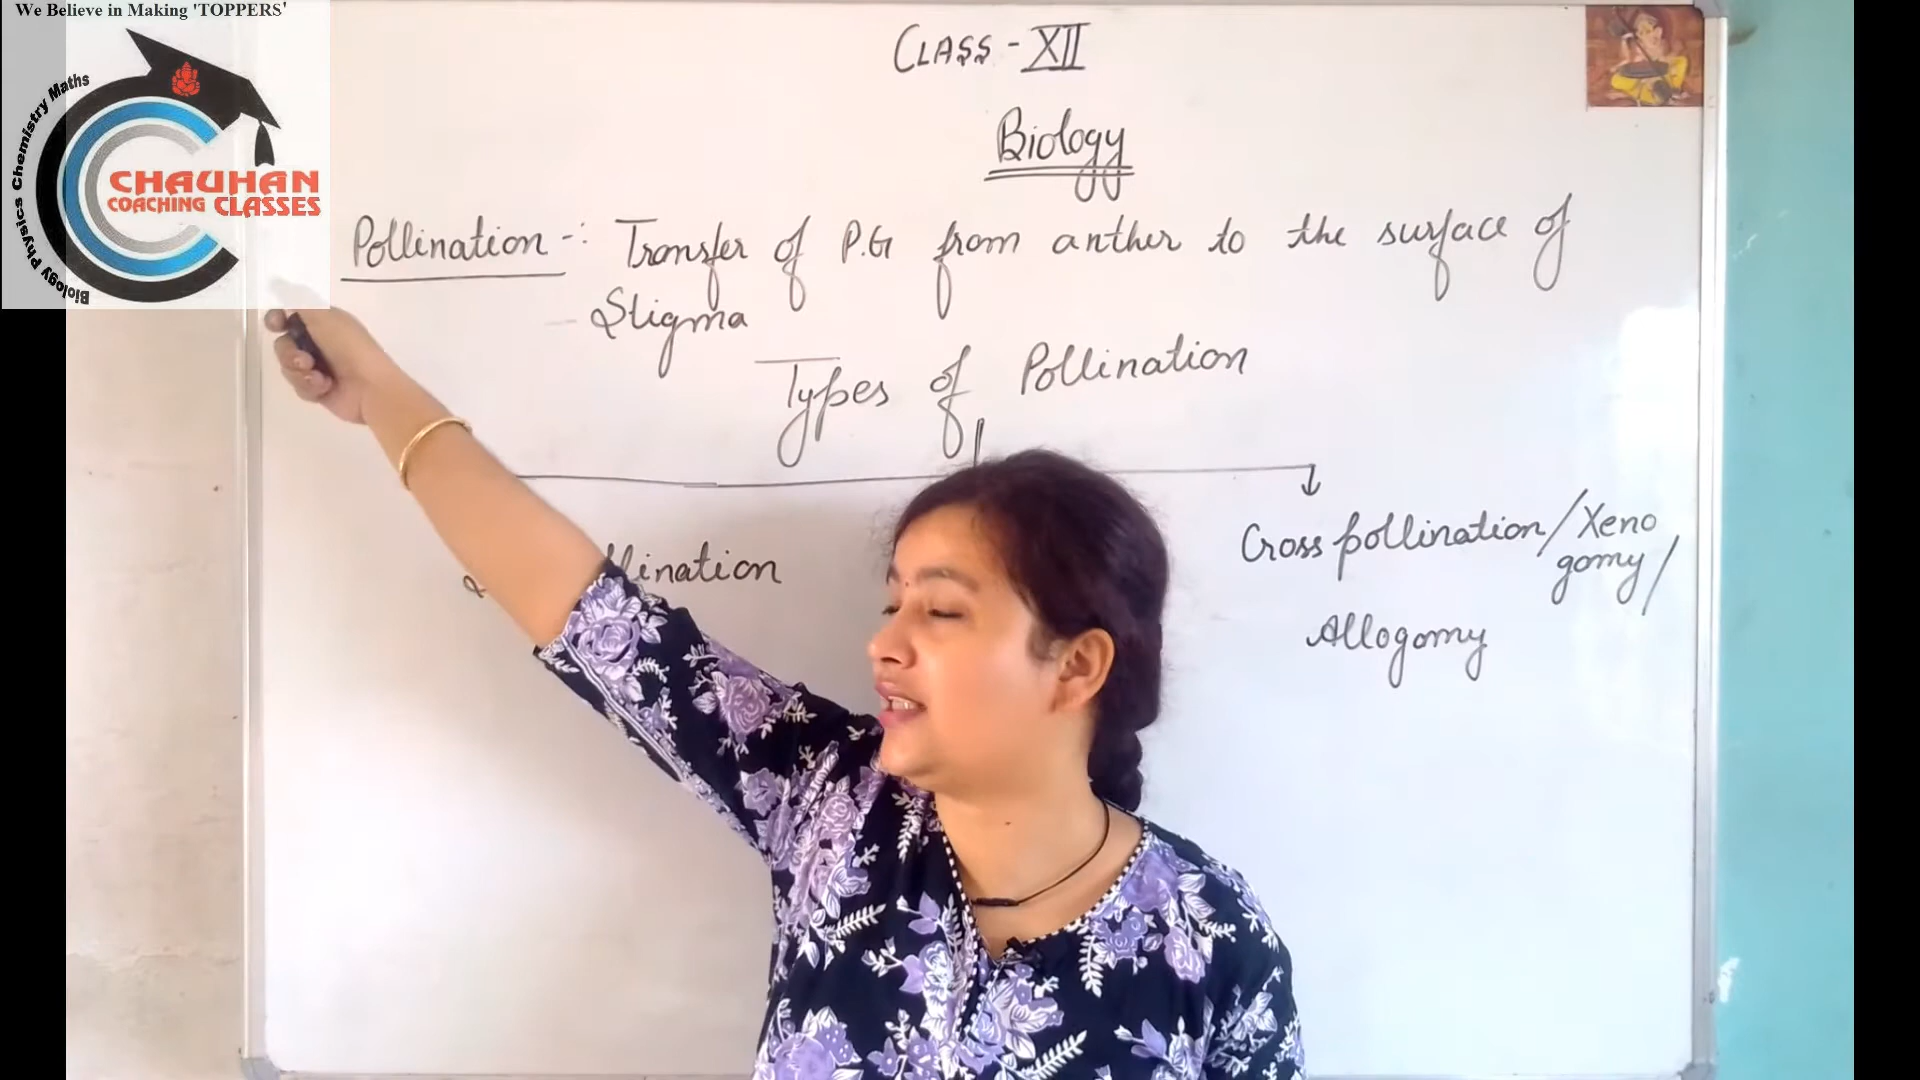 We Believe in Making 'TOPPERS'
Biology Physics Chemistry Maths
CHAUHAN
COACHING CLASSES
CLASS - XII
Biology
Pollination -: Transfer of P.G from anther to the surface of
Stigma
Types of Pollination
Cross pollination/Xeno
gomy/
Allogomy